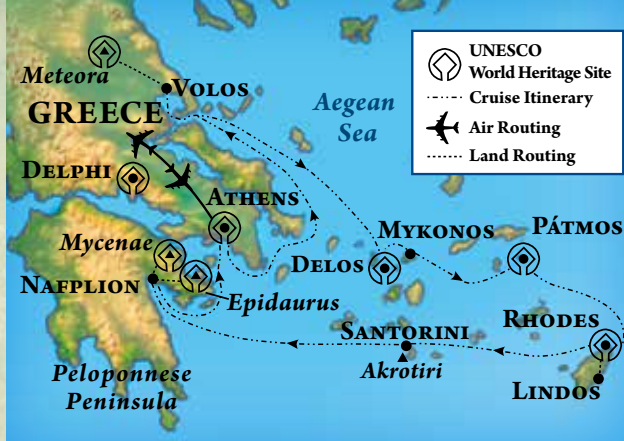 UNESCO
World Heritage Site
Cruise Itinerary
Air Routing
Land Routing
Meteora
VOLOS
GREECE
Aegean
Sea
DELPHI
ATHENS
MYKONOS
PÁTMOS
Mycenae
DELOS
NAFPLION
Epidaurus
SANTORINI
RHODES
Akrotiri
LINDOS
Peloponnese
Peninsula